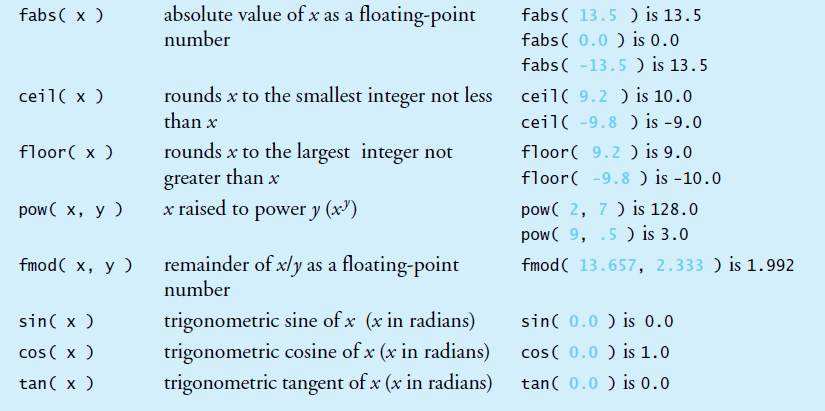 fabs( x ) absolute value of x as a floating-point fabs( 13.5 ) is 13.5
number fabs( 0.0 ) is 0.0
fabs( -13.5 ) is 13.5
ceil( x ) rounds x to the smallest integer not less ceil( 9.2 ) is 10.0
than x ceil( -9.8 ) is -9.0
floor( x ) rounds x to the largest integer not floor( 9.2 ) is 9.0
greater than x floor( -9.8 ) is -10.0
pow( x, y ) x raised to power y (xʸ) pow( 2, 7 ) is 128.0
pow( 9, .5 ) is 3.0
fmod( x, y ) remainder of x/y as a floating-point fmod( 13.657, 2.333 ) is 1.992
number
sin( x ) trigonometric sine of x (x in radians) sin( 0.0 ) is 0.0
cos( x ) trigonometric cosine of x (x in radians) cos( 0.0 ) is 1.0
tan( x ) trigonometric tangent of x (x in radians) tan( 0.0 ) is 0.0